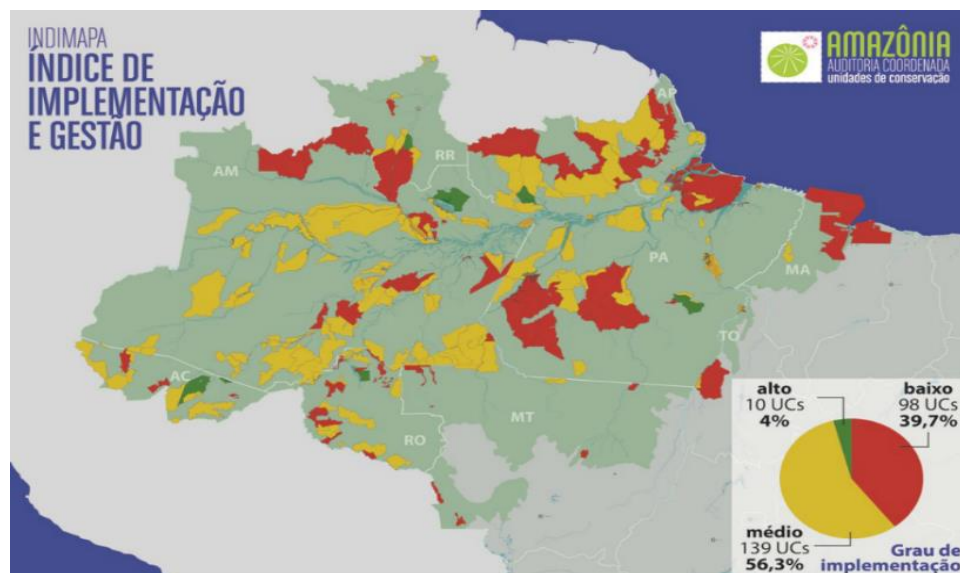 INDIMAPA
ÍNDICE DE
IMPLEMENTAÇÃO
E GESTÃO
AMAZÔNIA
AUDITORIA COORDENADA
unidades de conservação
AP
RR
AM
PA
MA
TO
AC
MT
RO
alto
10 UCs
4%
baixo
98 UCs
39,7%
médio
139 UCs
56,3%
Grau de
implementação